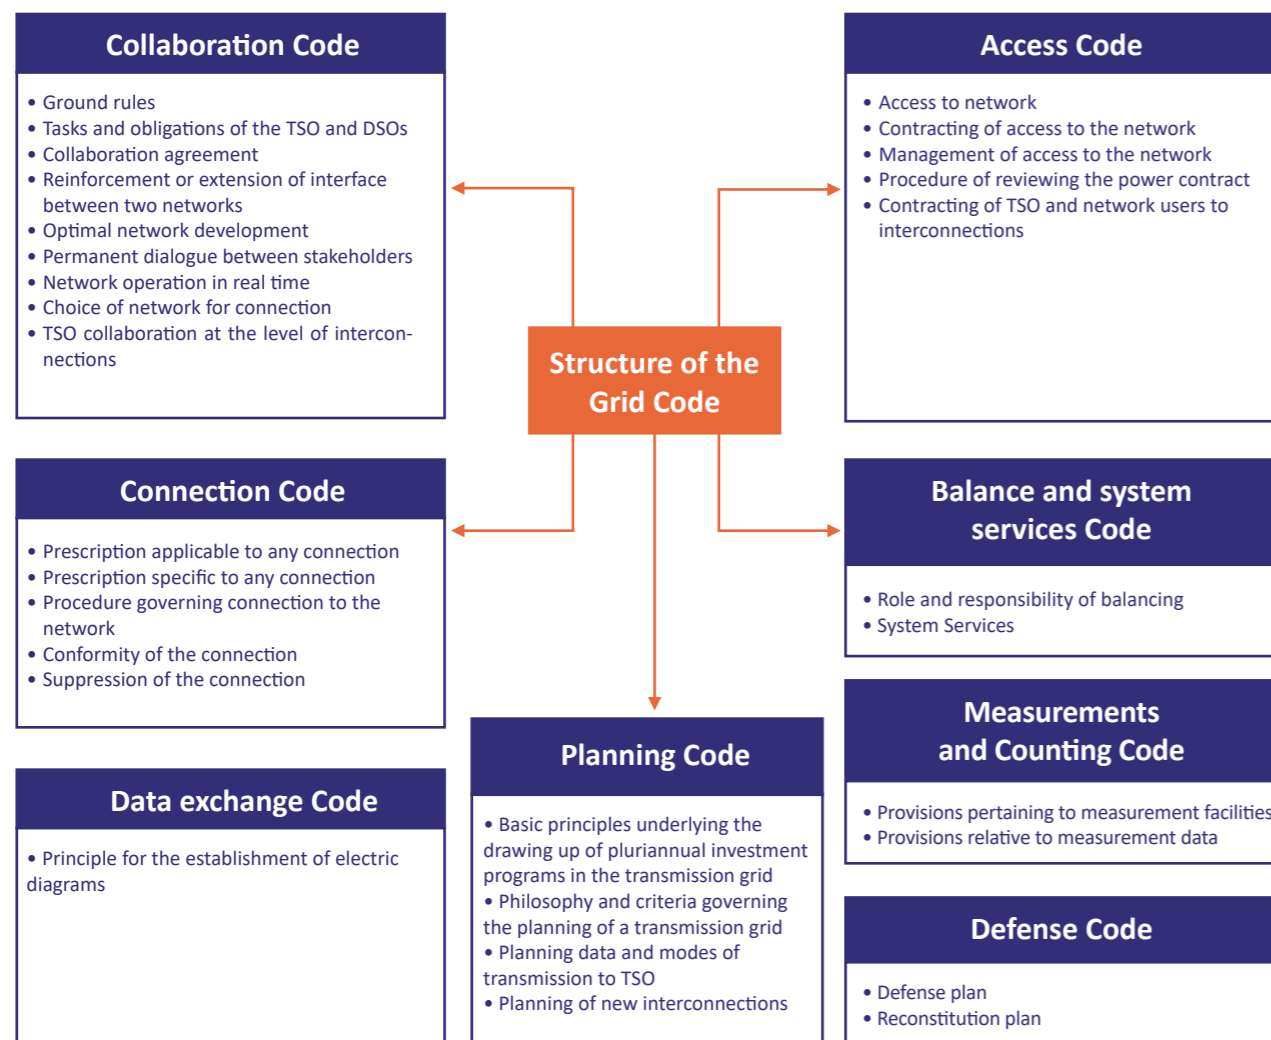 Collaboration Code
• Ground rules
• Tasks and obligations of the TSO and DSOs
• Collaboration agreement
• Reinforcement or extension of interface
between two networks
• Optimal network development
• Permanent dialogue between stakeholders
• Network operation in real time
• Choice of network for connection
• TSO collaboration at the level of intercon-
nections
Access Code
• Access to network
• Contracting of access to the network
• Management of access to the network
• Procedure of reviewing the power contract
• Contracting of TSO and network users to
interconnections
Structure of the
Grid Code
Connection Code
• Prescription applicable to any connection
• Prescription specific to any connection
• Procedure governing connection to the
network
• Conformity of the connection
• Suppression of the connection
Balance and system
services Code
• Role and responsibility of balancing
• System Services
Measurements
and Counting Code
• Provisions pertaining to measurement facilities
• Provisions relative to measurement data
Planning Code
• Basic principles underlying the
drawing up of pluriannual investment
programs in the transmission grid
• Philosophy and criteria governing
the planning of a transmission grid
• Planning data and modes of
transmission to TSO
• Planning of new interconnections
Data exchange Code
• Principle for the establishment of electric
diagrams
Defense Code
• Defense plan
• Reconstitution plan